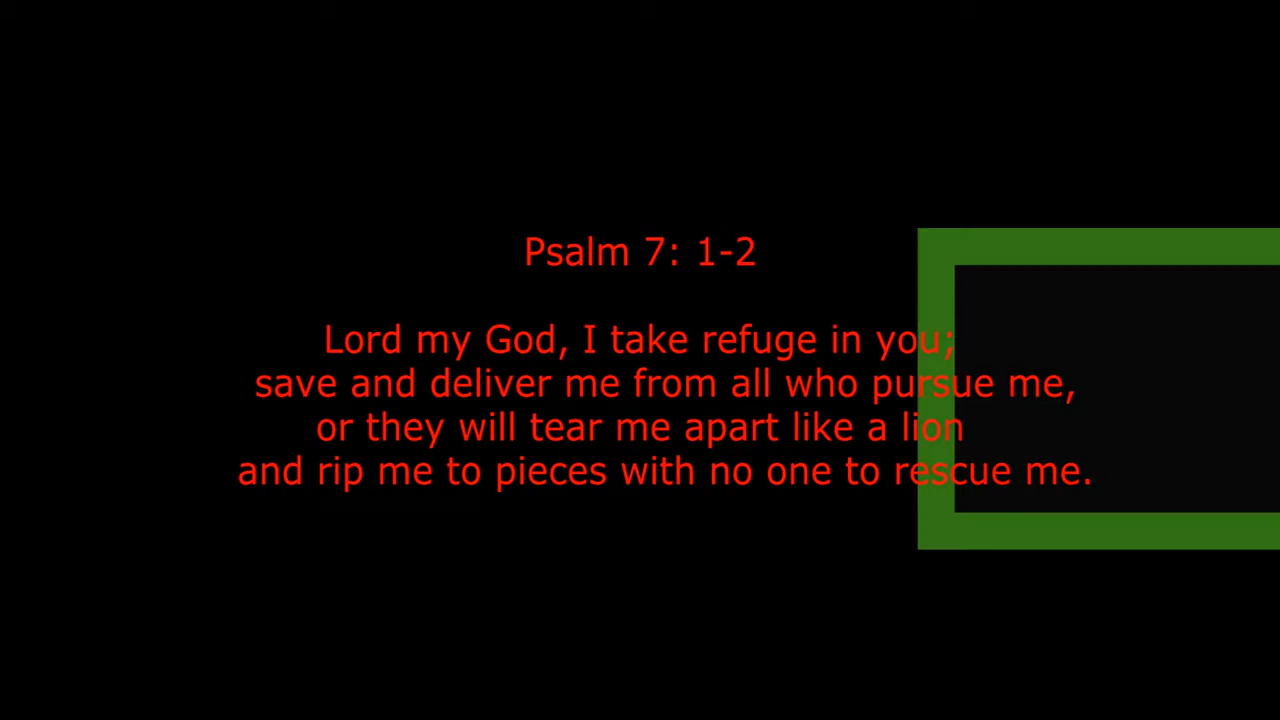 Psalm 7: 1-2
Lord my God, I take refuge in you;
save and deliver me from all who pursue me,
or they will tear me apart like a lion
and rip me to pieces with no one to rescue me.